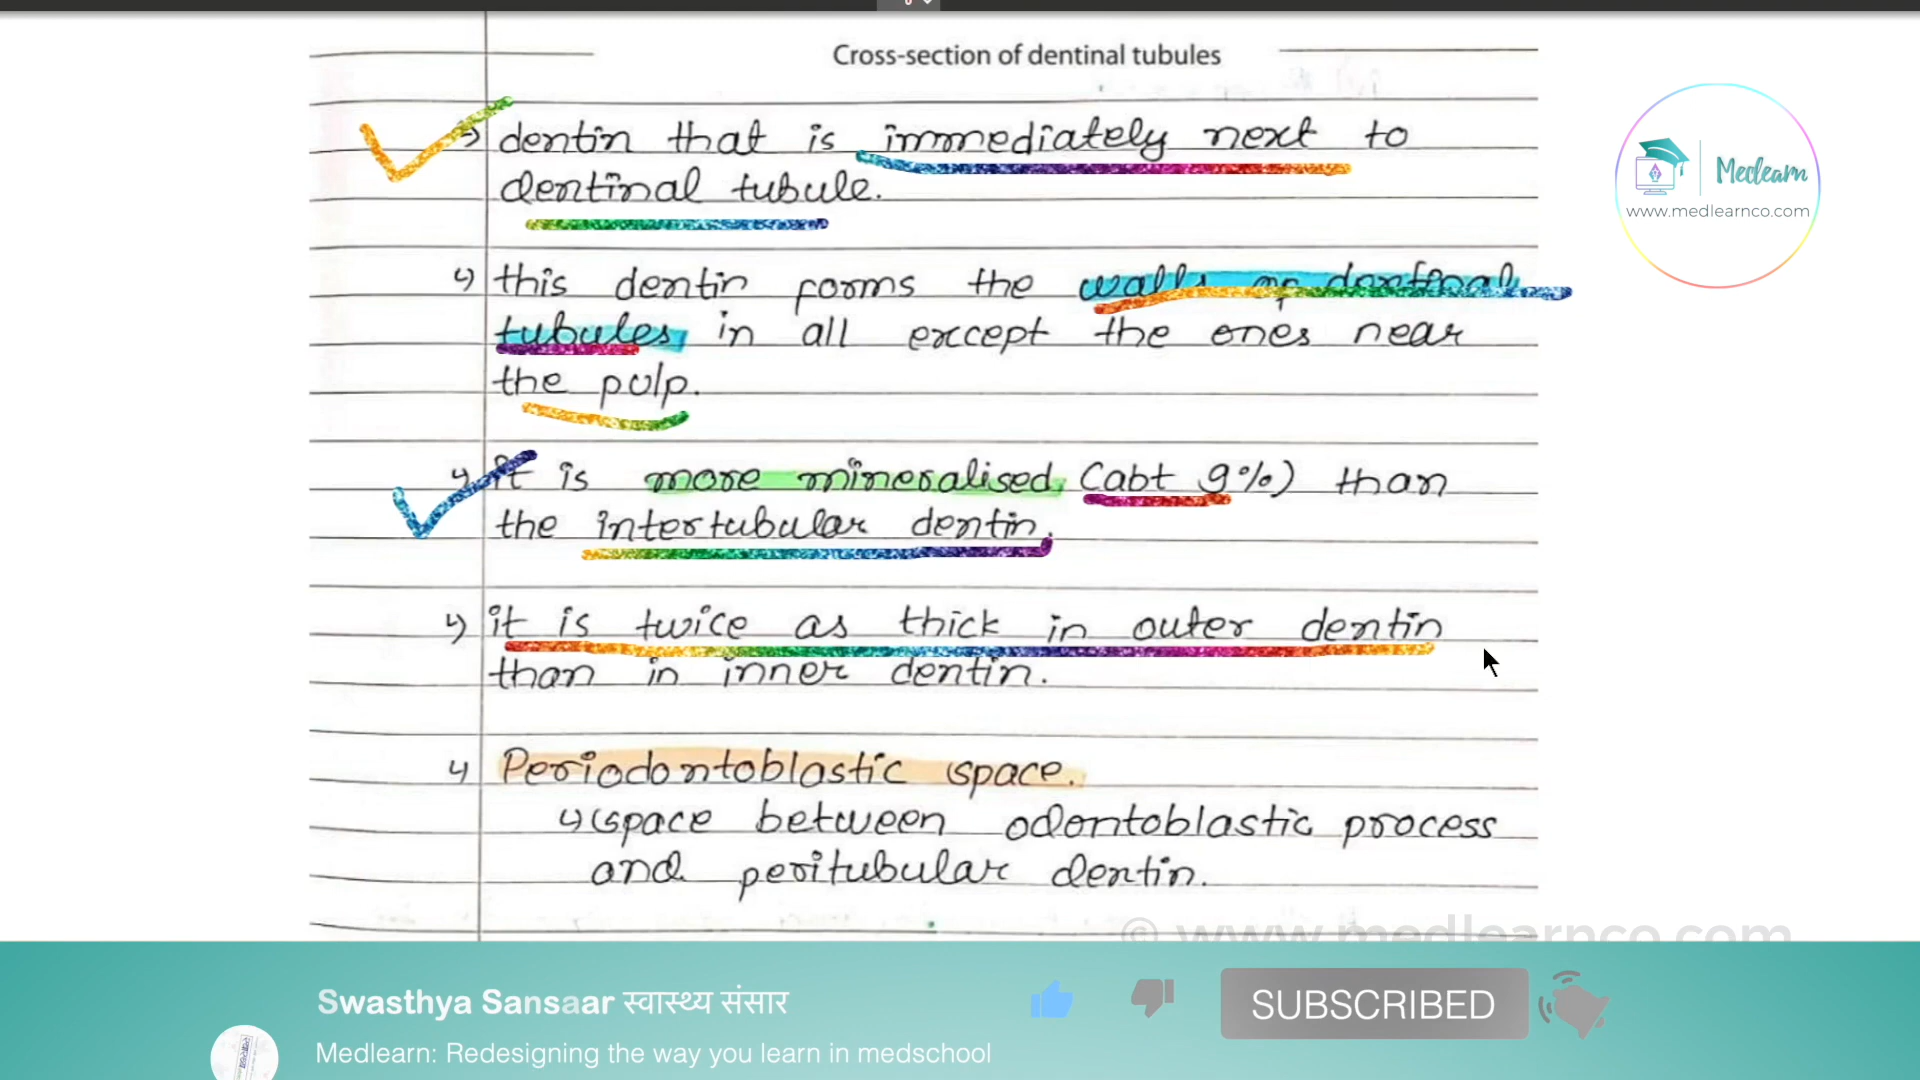 Cross-section of dentinal tubules
dentin that is immediately next to
dentinal tubule.
this dentin forms the walls of dentinal
tubules in all except the ones near
the pulp.
it is more mineralised (abt 9%) than
the intertubular dentin.
it is twice as thick in outer dentin
than in inner dentin.
Periodontoblastic space.
space between odontoblastic process
and peritubular dentin.
Medlearn
www.medlearnco.com
© www.medlearnco.com
Swasthya Sansaar स्वास्थ्य संसार
Medlearn: Redesigning the way you learn in medschool
SUBSCRIBED